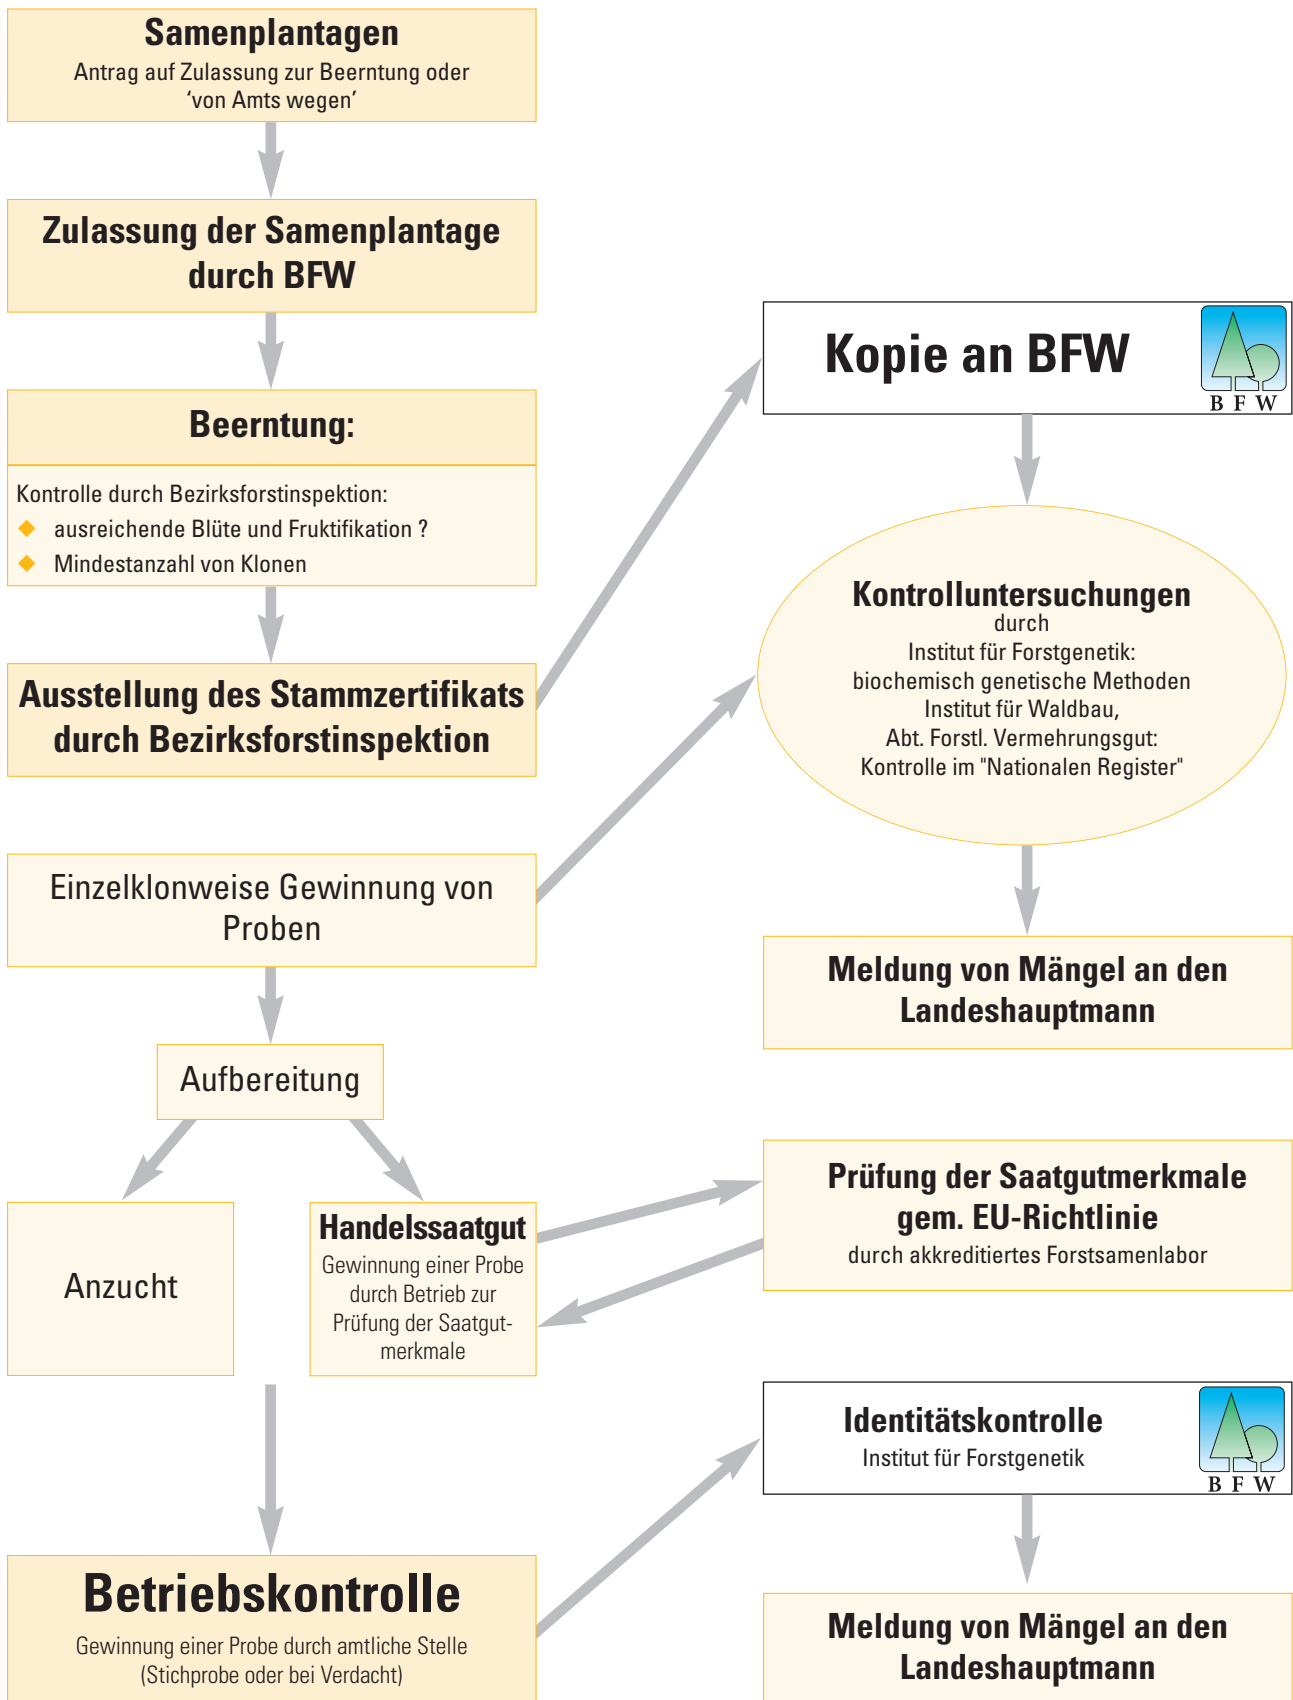 Samenplantagen
Antrag auf Zulassung zur Beerntung oder
‘von Amts wegen’
Zulassung der Samenplantage
durch BFW
Beerntung:
Kontrolle durch Bezirksforstinspektion:
ausreichende Blüte und Fruktifikation ?
Mindestanzahl von Klonen
Ausstellung des Stammzertifikats
durch Bezirksforstinspektion
Kopie an BFW
B F W
Kontrolluntersuchungen
durch
Institut für Forstgenetik:
biochemisch genetische Methoden
Institut für Waldbau,
Abt. Forstl. Vermehrungsgut:
Kontrolle im "Nationalen Register"
Einzelklonweise Gewinnung von
Proben
Meldung von Mängel an den
Landeshauptmann
Aufbereitung
Anzucht
Handelssaatgut
Gewinnung einer Probe
durch Betrieb zur
Prüfung der Saatgut-
merkmale
Prüfung der Saatgutmerkmale
gem. EU-Richtlinie
durch akkreditiertes Forstsamenlabor
Identitätskontrolle
Institut für Forstgenetik
B F W
Betriebskontrolle
Gewinnung einer Probe durch amtliche Stelle
(Stichprobe oder bei Verdacht)
Meldung von Mängel an den
Landeshauptmann